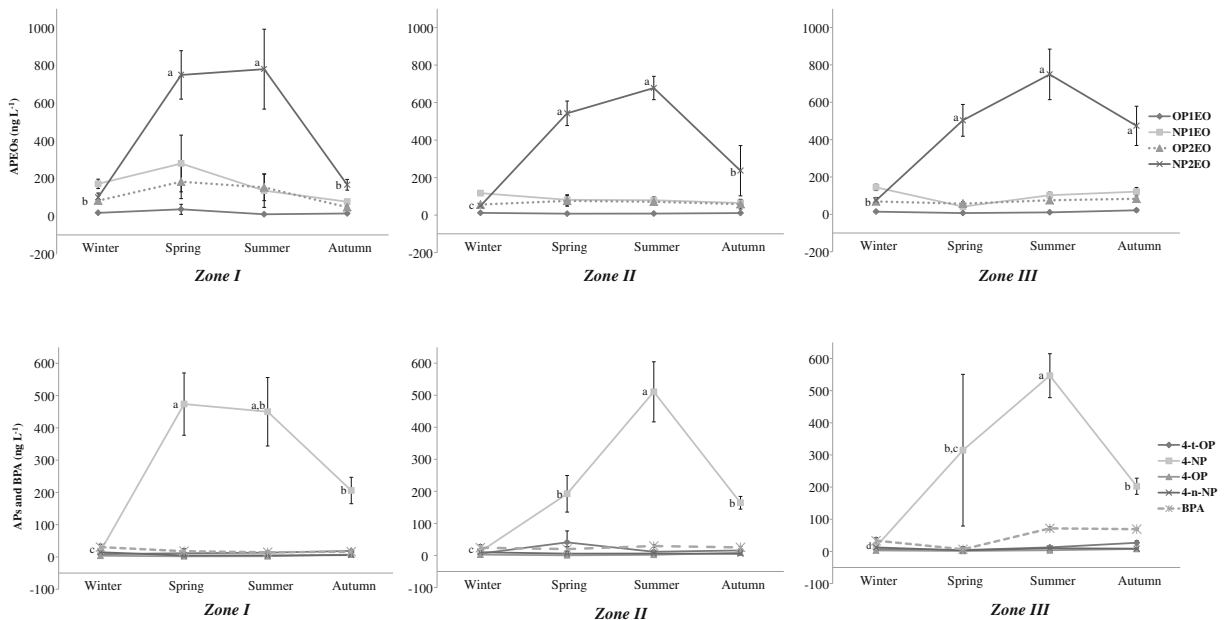 APEOs (ng L-1)
1000
800
600
400
200
0
-200
a
a
b
b
Winter
Spring
Summer
Autumn
Zone I
1000
800
600
400
200
0
-200
a
a
b
c
Winter
Spring
Summer
Autumn
Zone II
1000
800
600
400
200
0
-200
a
a
a
b
Winter
Spring
Summer
Autumn
Zone III
OP1EO
NP1EO
OP2EO
NP2EO
APs and BPA (ng L-1)
600
500
400
300
200
100
0
-100
a
a,b
b
c
Winter
Spring
Summer
Autumn
Zone I
600
500
400
300
200
100
0
-100
a
b
b
c
Winter
Spring
Summer
Autumn
Zone II
600
500
400
300
200
100
0
-100
a
b,c
b
d
Winter
Spring
Summer
Autumn
Zone III
4-t-OP
4-NP
4-OP
4-n-NP
BPA